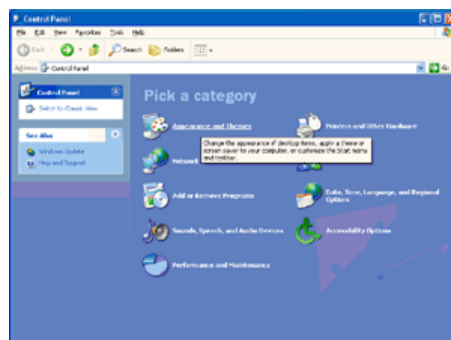 Control Panel
File Edit View Favorites Tools Help
Back Search Folders
Address Control Panel Go
Control Panel
Switch to Classic View
See Also
Windows Update
Help and Support
Pick a category
Appearance and Themes
Printers and Other Hardware
Change the appearance of desktop items, apply a theme or
screen saver to your computer, or customize the Start menu
and taskbar.
Network
Add or Remove Programs
Date, Time, Language, and Regional
Options
Sounds, Speech, and Audio Devices
Accessibility Options
Performance and Maintenance